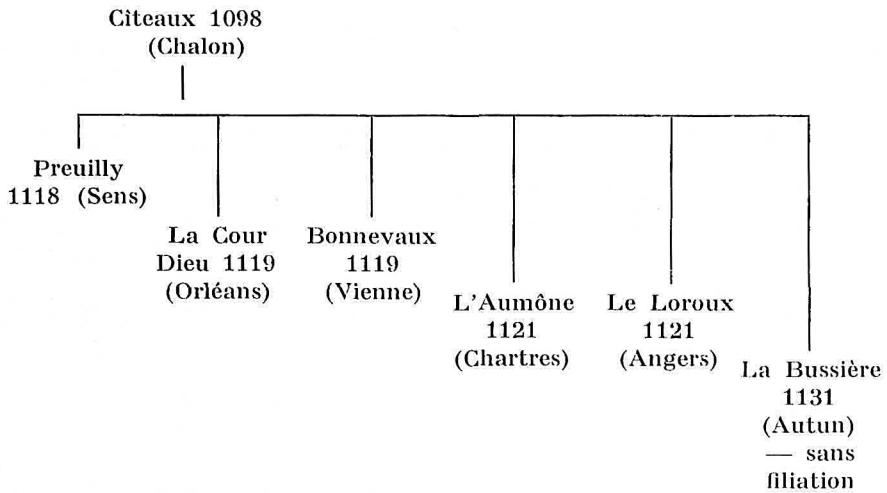 Cîteaux 1098
(Chalon)
Preuilly
1118 (Sens)
La Cour
Dieu 1119
(Orléans)
Bonnevaux
1119
(Vienne)
L'Aumône
1121
(Chartres)
Le Loroux
1121
(Angers)
La Bussière
1131
(Autun)
— sans
filiation